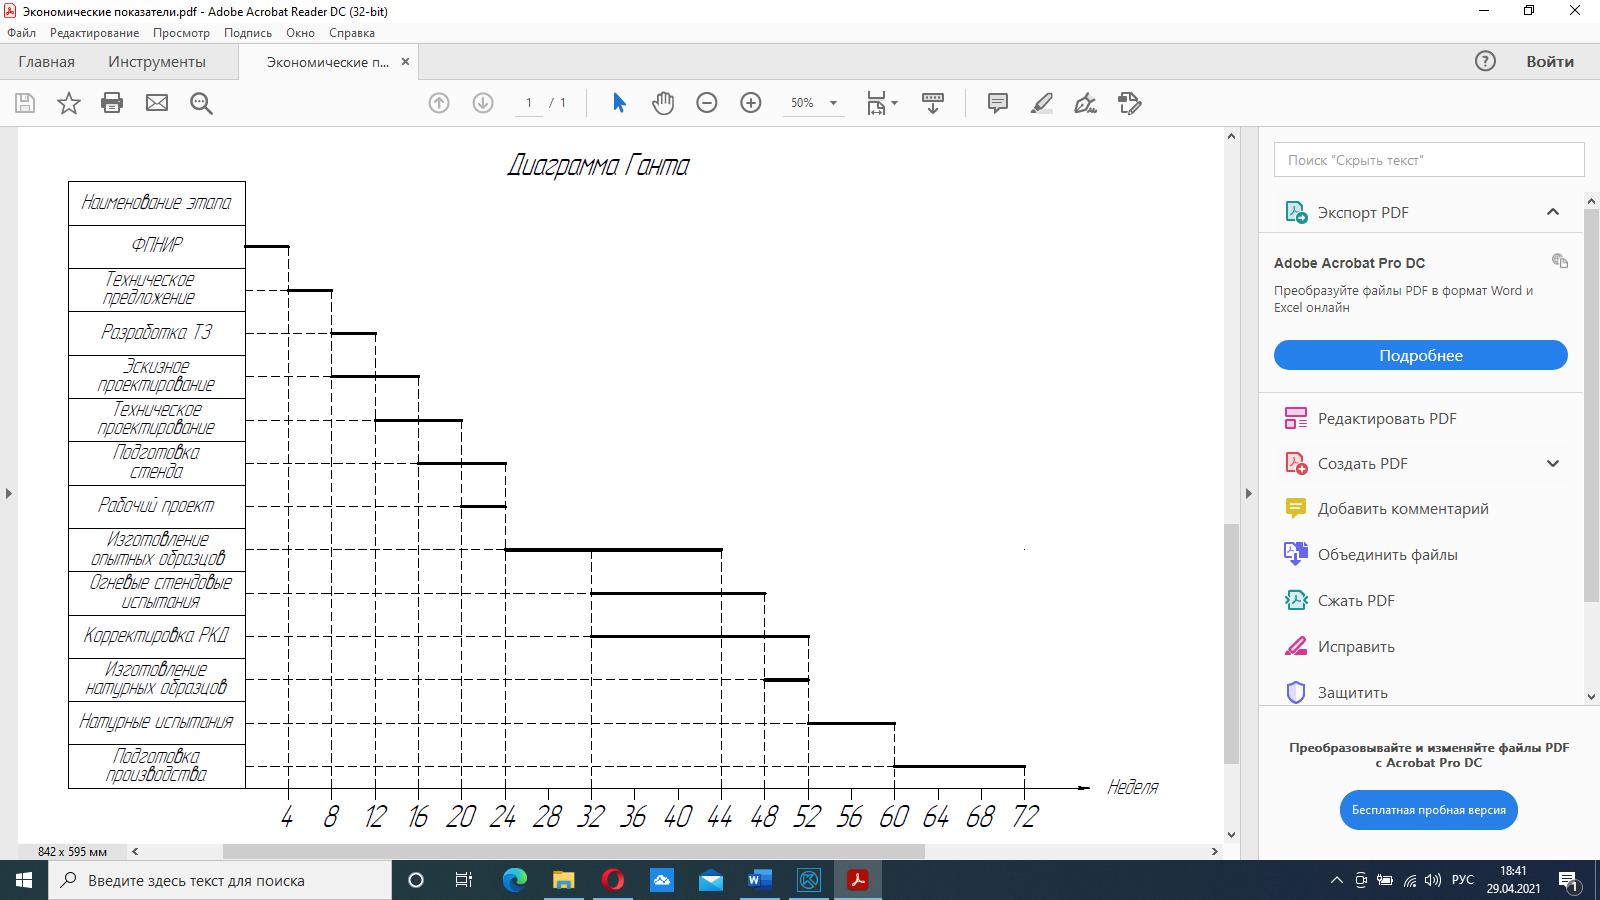 Экономические показатели.pdf - Adobe Acrobat Reader DC (32-bit)
Файл Редактирование Просмотр Подпись Окно Справка
Главная Инструменты Экономические п... × Войти
1 / 1 50%
Диаграмма Ганта
Наименование этапа
ФПНИР
Техническое
предложение
Разработка ТЗ
Эскизное
проектирование
Техническое
проектирование
Подготовка
стенда
Рабочий проект
Изготовление
опытных образцов
Огневые стендовые
испытания
Корректировка РКД
Изготовление
натурных образцов
Натурные испытания
Подготовка
производства
Неделя
4 8 12 16 20 24 28 32 36 40 44 48 52 56 60 64 68 72
842 x 595 мм
Поиск "Скрыть текст"
Экспорт PDF
Adobe Acrobat Pro DC
Преобразуйте файлы PDF в формат Word и
Excel онлайн
Подробнее
Редактировать PDF
Создать PDF
Добавить комментарий
Объединить файлы
Сжать PDF
Исправить
Защитить
Преобразовывайте и изменяйте файлы PDF
с Acrobat Pro DC
Бесплатная пробная версия
Введите здесь текст для поиска
РУС
18:41
29.04.2021
1